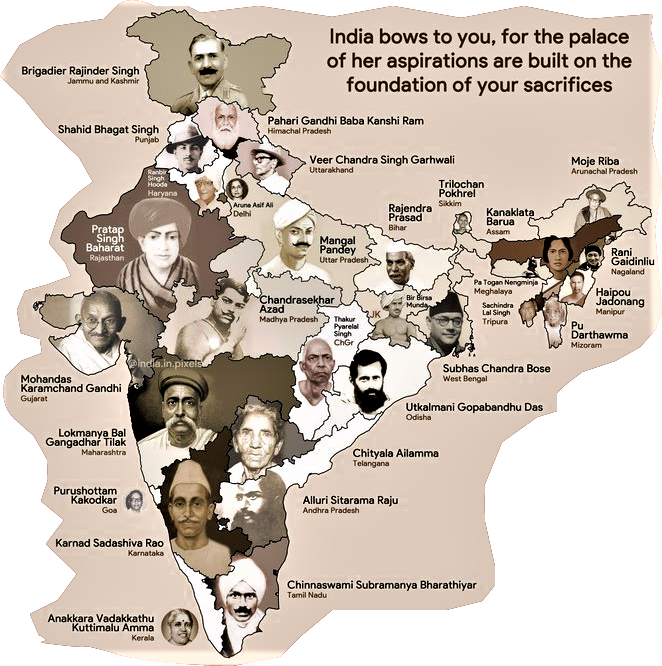 India bows to you, for the palace
of her aspirations are built on the
foundation of your sacrifices
Brigadier Rajinder Singh
Jammu and Kashmir
Shahid Bhagat Singh
Punjab
Pahari Gandhi Baba Kanshi Ram
Himachal Pradesh
Veer Chandra Singh Garhwali
Uttarakhand
Ranbir
Singh
Hooda
Haryana
Aruna Asif Ali
Delhi
Moje Riba
Arunachal Pradesh
Trilochan
Pokhrel
Sikkim
Rajendra
Prasad
Bihar
Kanaklata
Barua
Assam
Pratap
Singh
Baharat
Rajasthan
Mangal
Pandey
Uttar Pradesh
Rani
Gaidinliu
Nagaland
Pa Togan Nengminja
Meghalaya
Haipou
Jadonang
Manipur
Chandrasekhar
Azad
Madhya Pradesh
Bir Birsa
Munda
JK
Sachindra
Lal Singh
Tripura
Thakur
Pyarelal
Singh
ChGr
Pu
Darthawma
Mizoram
@india.in.pixels
Subhas Chandra Bose
West Bengal
Mohandas
Karamchand Gandhi
Gujarat
Utkalmani Gopabandhu Das
Odisha
Lokmanya Bal
Gangadhar Tilak
Maharashtra
Chityala Ailamma
Telangana
Purushottam
Kakodkar
Goa
Alluri Sitarama Raju
Andhra Pradesh
Karnad Sadashiva Rao
Karnataka
Chinnaswami Subramanya Bharathiyar
Tamil Nadu
Anakkara Vadakkathu
Kuttimalu Amma
Kerala